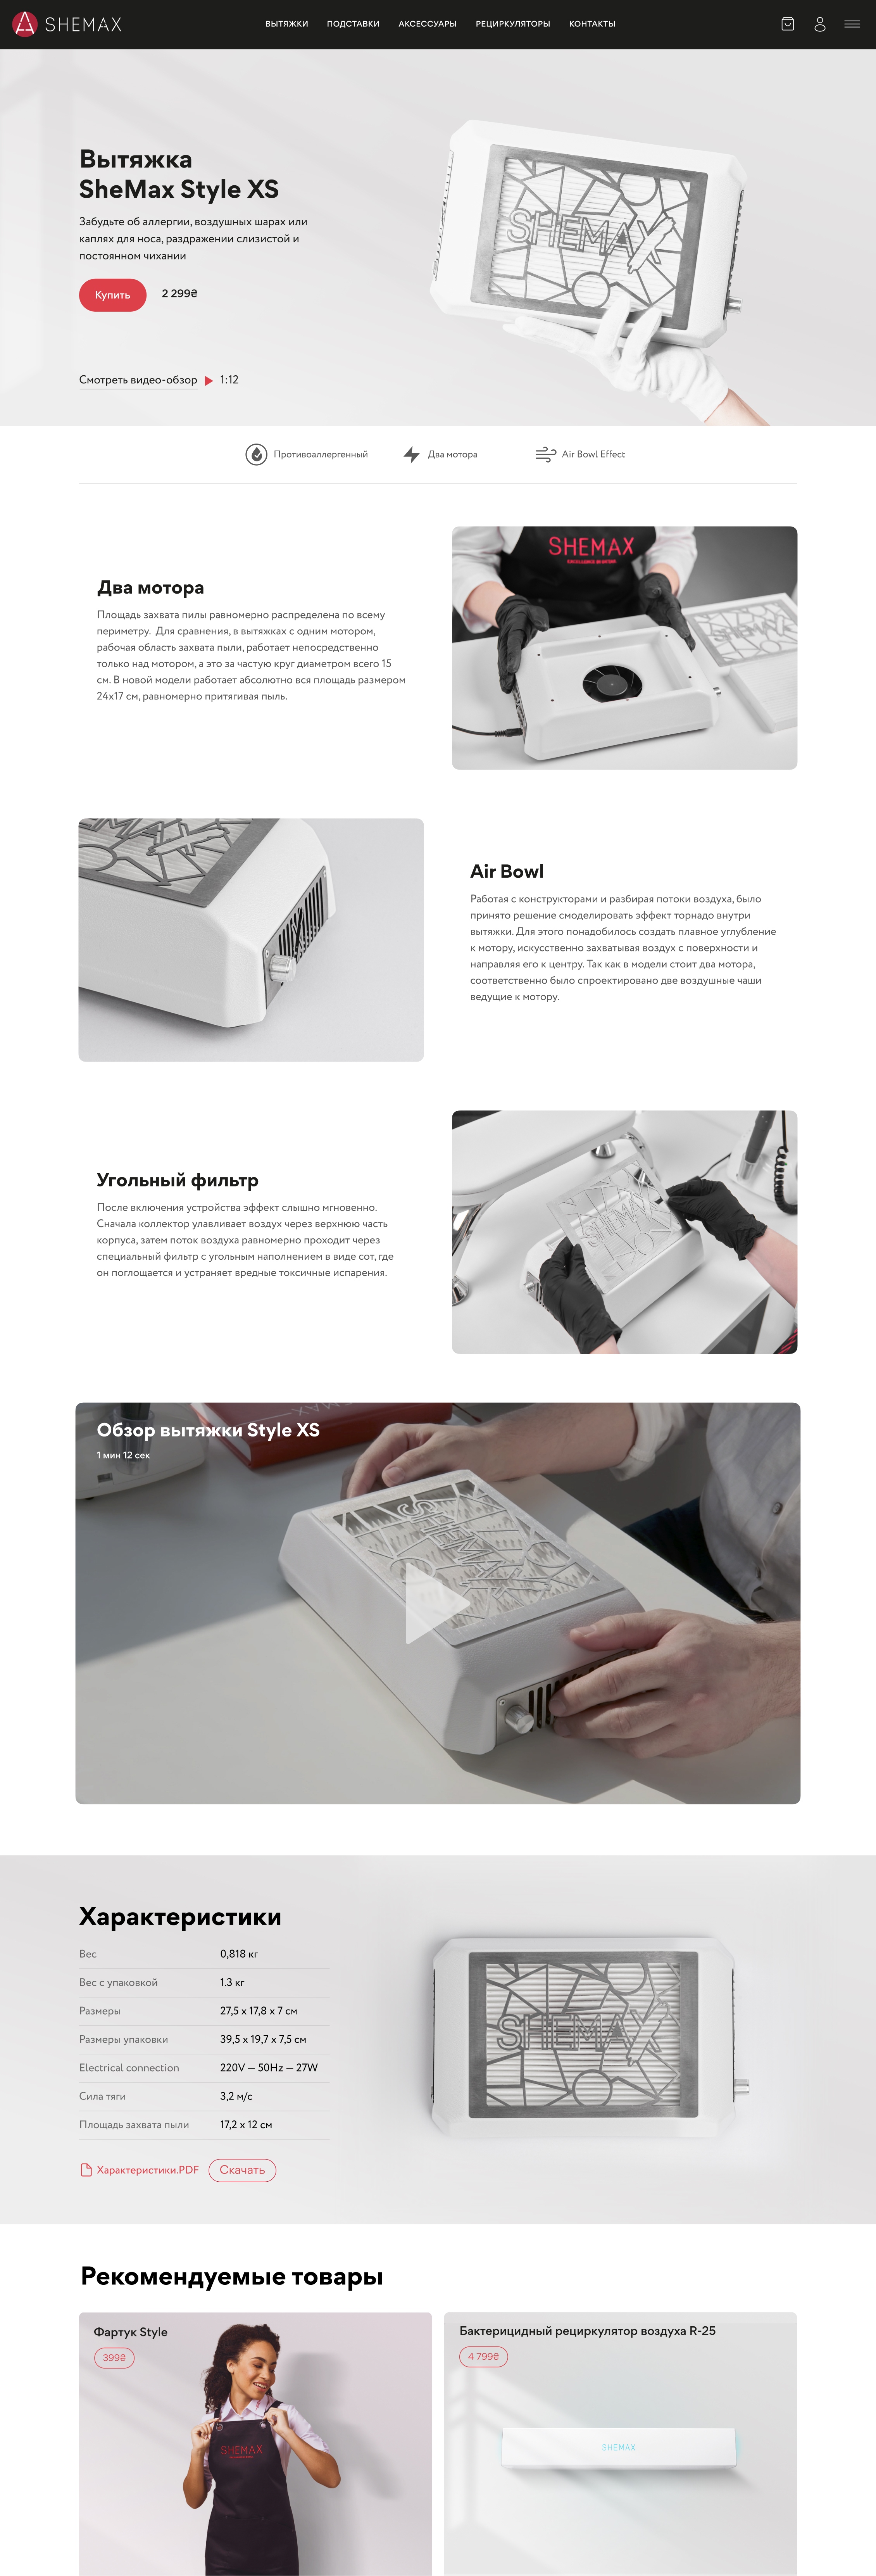 SHEMAX
ВЫТЯЖКИ ПОДСТАВКИ АКСЕССУАРЫ РЕЦИРКУЛЯТОРЫ КОНТАКТЫ
Вытяжка
SheMax Style XS
Забудьте об аллергии, воздушных шарах или
каплях для носа, раздражении слизистой и
постоянном чихании
Купить 2 299₴
Смотреть видео-обзор 1:12
SHEMAX
Противоаллергенный Два мотора Air Bowl Effect
Два мотора
Площадь захвата пилы равномерно распределена по всему
периметру. Для сравнения, в вытяжках с одним мотором,
рабочая область захвата пыли, работает непосредственно
только над мотором, а это за частую круг диаметром всего 15
см. В новой модели работает абсолютно вся площадь размером
24x17 см, равномерно притягивая пыль.
SHEMAX
Air Bowl
Работая с конструкторами и разбирая потоки воздуха, было
принято решение смоделировать эффект торнадо внутри
вытяжки. Для этого понадобилось создать плавное углубление
к мотору, искусственно захватывая воздух с поверхности и
направляя его к центру. Так как в модели стоит два мотора,
соответственно было спроектировано две воздушные чаши
ведущие к мотору.
Угольный фильтр
После включения устройства эффект слышно мгновенно.
Сначала коллектор улавливает воздух через верхнюю часть
корпуса, затем поток воздуха равномерно проходит через
специальный фильтр с угольным наполнением в виде сот, где
он поглощается и устраняет вредные токсичные испарения.
SHEMAX
Обзор вытяжки Style XS
1 мин 12 сек
SHEMAX
Характеристики
Вес 0,818 кг
Вес с упаковкой 1.3 кг
Размеры 27,5 x 17,8 x 7 см
Размеры упаковки 39,5 x 19,7 x 7,5 см
Electrical connection 220V — 50Hz — 27W
Сила тяги 3,2 м/с
Площадь захвата пыли 17,2 x 12 см
Характеристики.PDF Скачать
SHEMAX
Рекомендуемые товары
Фартук Style
399₴
SHEMAX
Бактерицидный рециркулятор воздуха R-25
4 799₴
SHEMAX